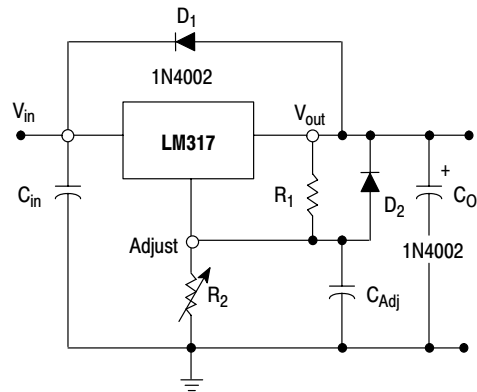 D1
1N4002
Vin
Vout
LM317
Cin
R1
D2
+
CO
Adjust
1N4002
R2
CAdj